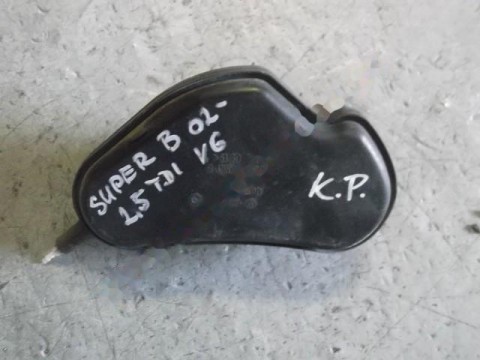 SUPER B 02-
2,5 TDI V6
K.P.